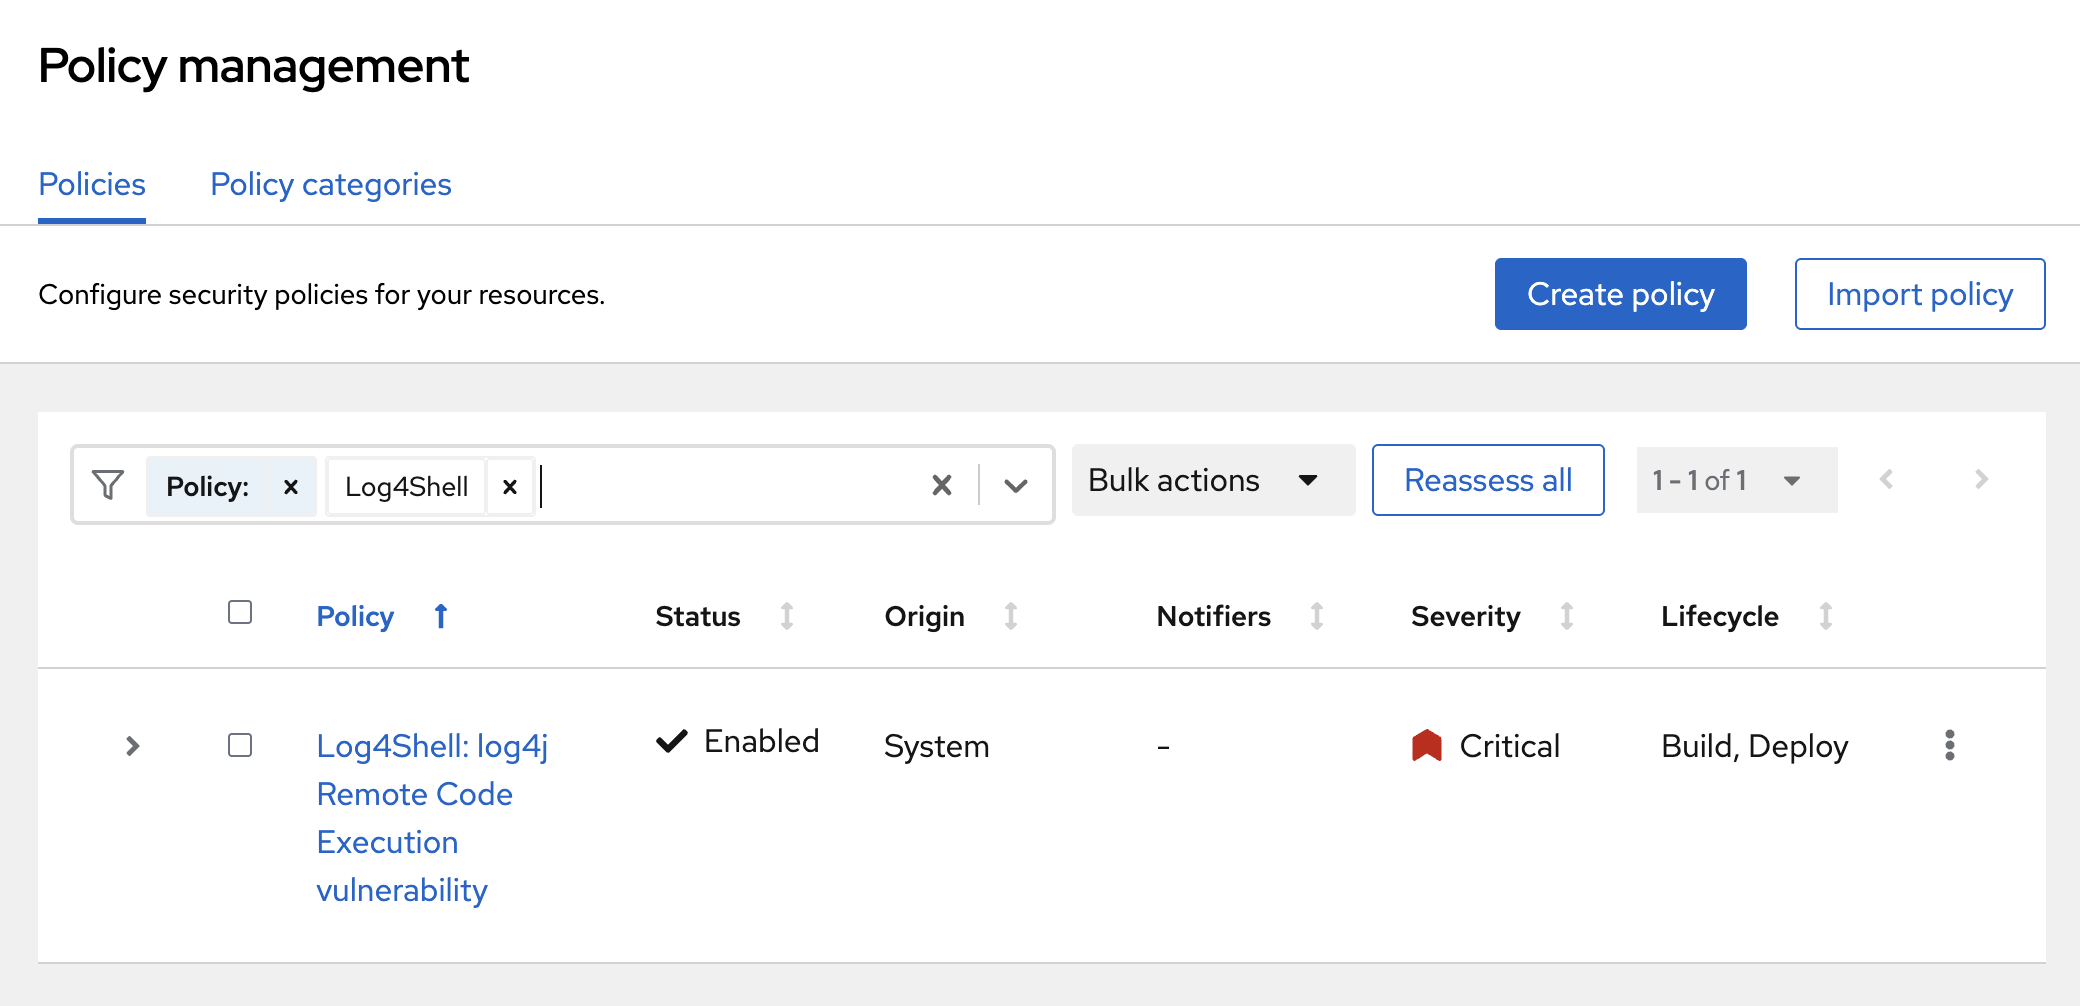 Policy management
Policies Policy categories
Configure security policies for your resources. Create policy Import policy
Policy: Log4Shell Bulk actions Reassess all 1 - 1 of 1
Policy Status Origin Notifiers Severity Lifecycle
Log4Shell: log4j Enabled System - Critical Build, Deploy
Remote Code
Execution
vulnerability